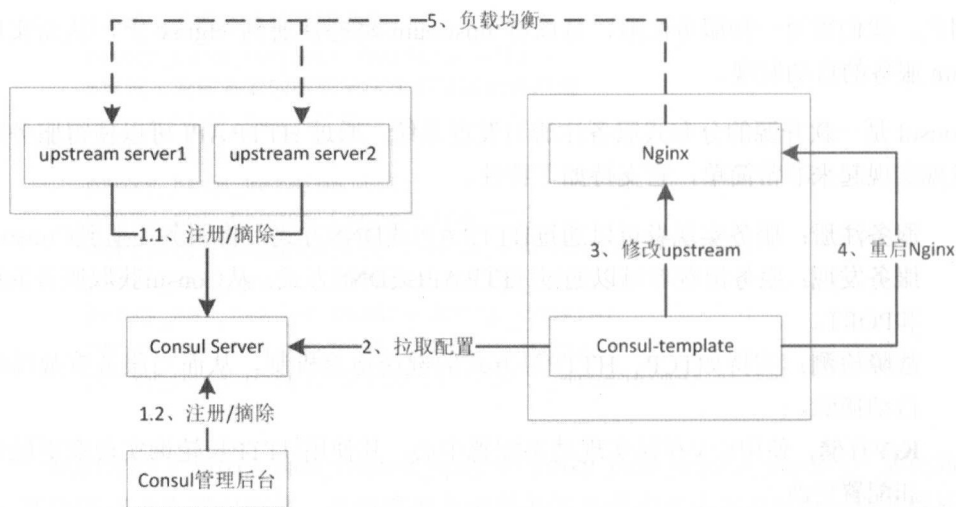 5、负载均衡
upstream server1
upstream server2
Nginx
1.1、注册/摘除
3、修改upstream
4、重启Nginx
Consul Server
2、拉取配置
Consul-template
1.2、注册/摘除
Consul管理后台